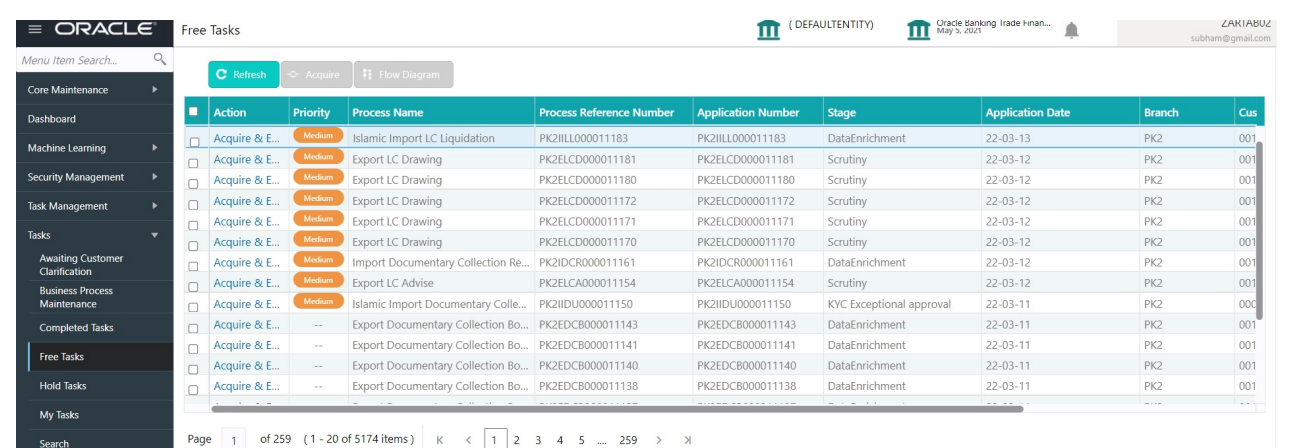 ORACLE
Free Tasks
( DEFAULTENTITY)
Oracle Banking Trade Finan...
May 5, 2021
ZARTAB02
subham@gmail.com
Menu Item Search...
Core Maintenance
Dashboard
Machine Learning
Security Management
Task Management
Tasks
Awaiting Customer
Clarification
Business Process
Maintenance
Completed Tasks
Free Tasks
Hold Tasks
My Tasks
Search
Refresh Acquire Flow Diagram
Action Priority Process Name Process Reference Number Application Number Stage Application Date Branch Cus
Acquire & E... Medium Islamic Import LC Liquidation PK2IILL000011183 PK2IILL000011183 DataEnrichment 22-03-13 PK2 001
Acquire & E... Medium Export LC Drawing PK2ELCD000011181 PK2ELCD000011181 Scrutiny 22-03-12 PK2 001
Acquire & E... Medium Export LC Drawing PK2ELCD000011180 PK2ELCD000011180 Scrutiny 22-03-12 PK2 001
Acquire & E... Medium Export LC Drawing PK2ELCD000011172 PK2ELCD000011172 Scrutiny 22-03-12 PK2 001
Acquire & E... Medium Export LC Drawing PK2ELCD000011171 PK2ELCD000011171 Scrutiny 22-03-12 PK2 001
Acquire & E... Medium Export LC Drawing PK2ELCD000011170 PK2ELCD000011170 Scrutiny 22-03-12 PK2 001
Acquire & E... Medium Import Documentary Collection Re... PK2IDCR000011161 PK2IDCR000011161 DataEnrichment 22-03-12 PK2 001
Acquire & E... Medium Export LC Advise PK2ELCA000011154 PK2ELCA000011154 Scrutiny 22-03-12 PK2 001
Acquire & E... Medium Islamic Import Documentary Colle... PK2IIDU000011150 PK2IIDU000011150 KYC Exceptional approval 22-03-11 PK2 000
Acquire & E... -- Export Documentary Collection Bo... PK2EDCB000011143 PK2EDCB000011143 DataEnrichment 22-03-11 PK2 001
Acquire & E... -- Export Documentary Collection Bo... PK2EDCB000011141 PK2EDCB000011141 DataEnrichment 22-03-11 PK2 001
Acquire & E... -- Export Documentary Collection Bo... PK2EDCB000011140 PK2EDCB000011140 DataEnrichment 22-03-11 PK2 001
Acquire & E... -- Export Documentary Collection Bo... PK2EDCB000011138 PK2EDCB000011138 DataEnrichment 22-03-11 PK2 001
Page 1 of 259 ( 1 - 20 of 5174 items ) 1 2 3 4 5 .... 259